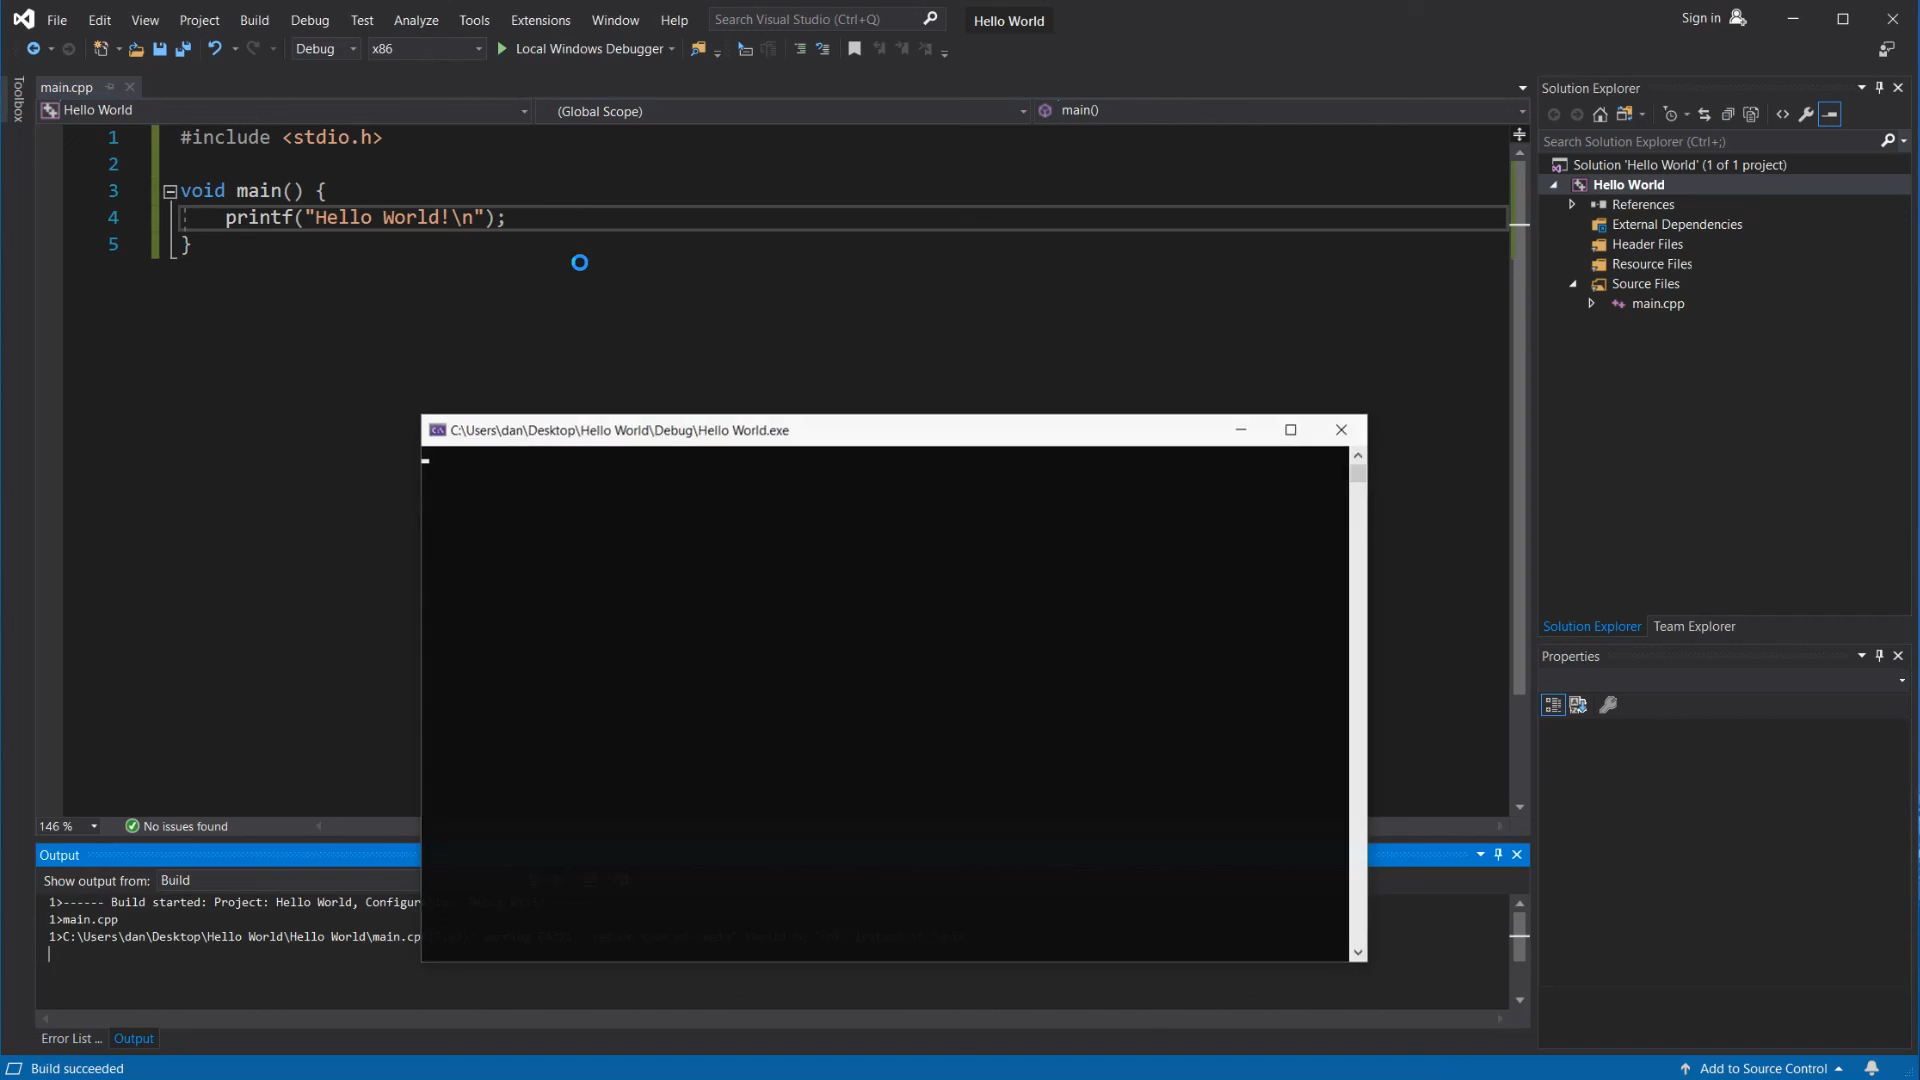 File Edit View Project Build Debug Test Analyze Tools Extensions Window Help Search Visual Studio (Ctrl+Q) Hello World Sign in
Debug x86 Local Windows Debugger
Toolbox
main.cpp
Hello World (Global Scope) main()
1 #include <stdio.h>
2
3 void main() {
4 printf("Hello World!\n");
5 }
Solution Explorer
Search Solution Explorer (Ctrl+;)
Solution 'Hello World' (1 of 1 project)
Hello World
References
External Dependencies
Header Files
Resource Files
Source Files
main.cpp
Solution Explorer Team Explorer
Properties
C:\Users\dan\Desktop\Hello World\Debug\Hello World.exe
146 % No issues found
Output
Show output from: Build
1>------ Build started: Project: Hello World, Configur
1>main.cpp
1>C:\Users\dan\Desktop\Hello World\Hello World\main.cp
Error List ... Output
Build succeeded Add to Source Control